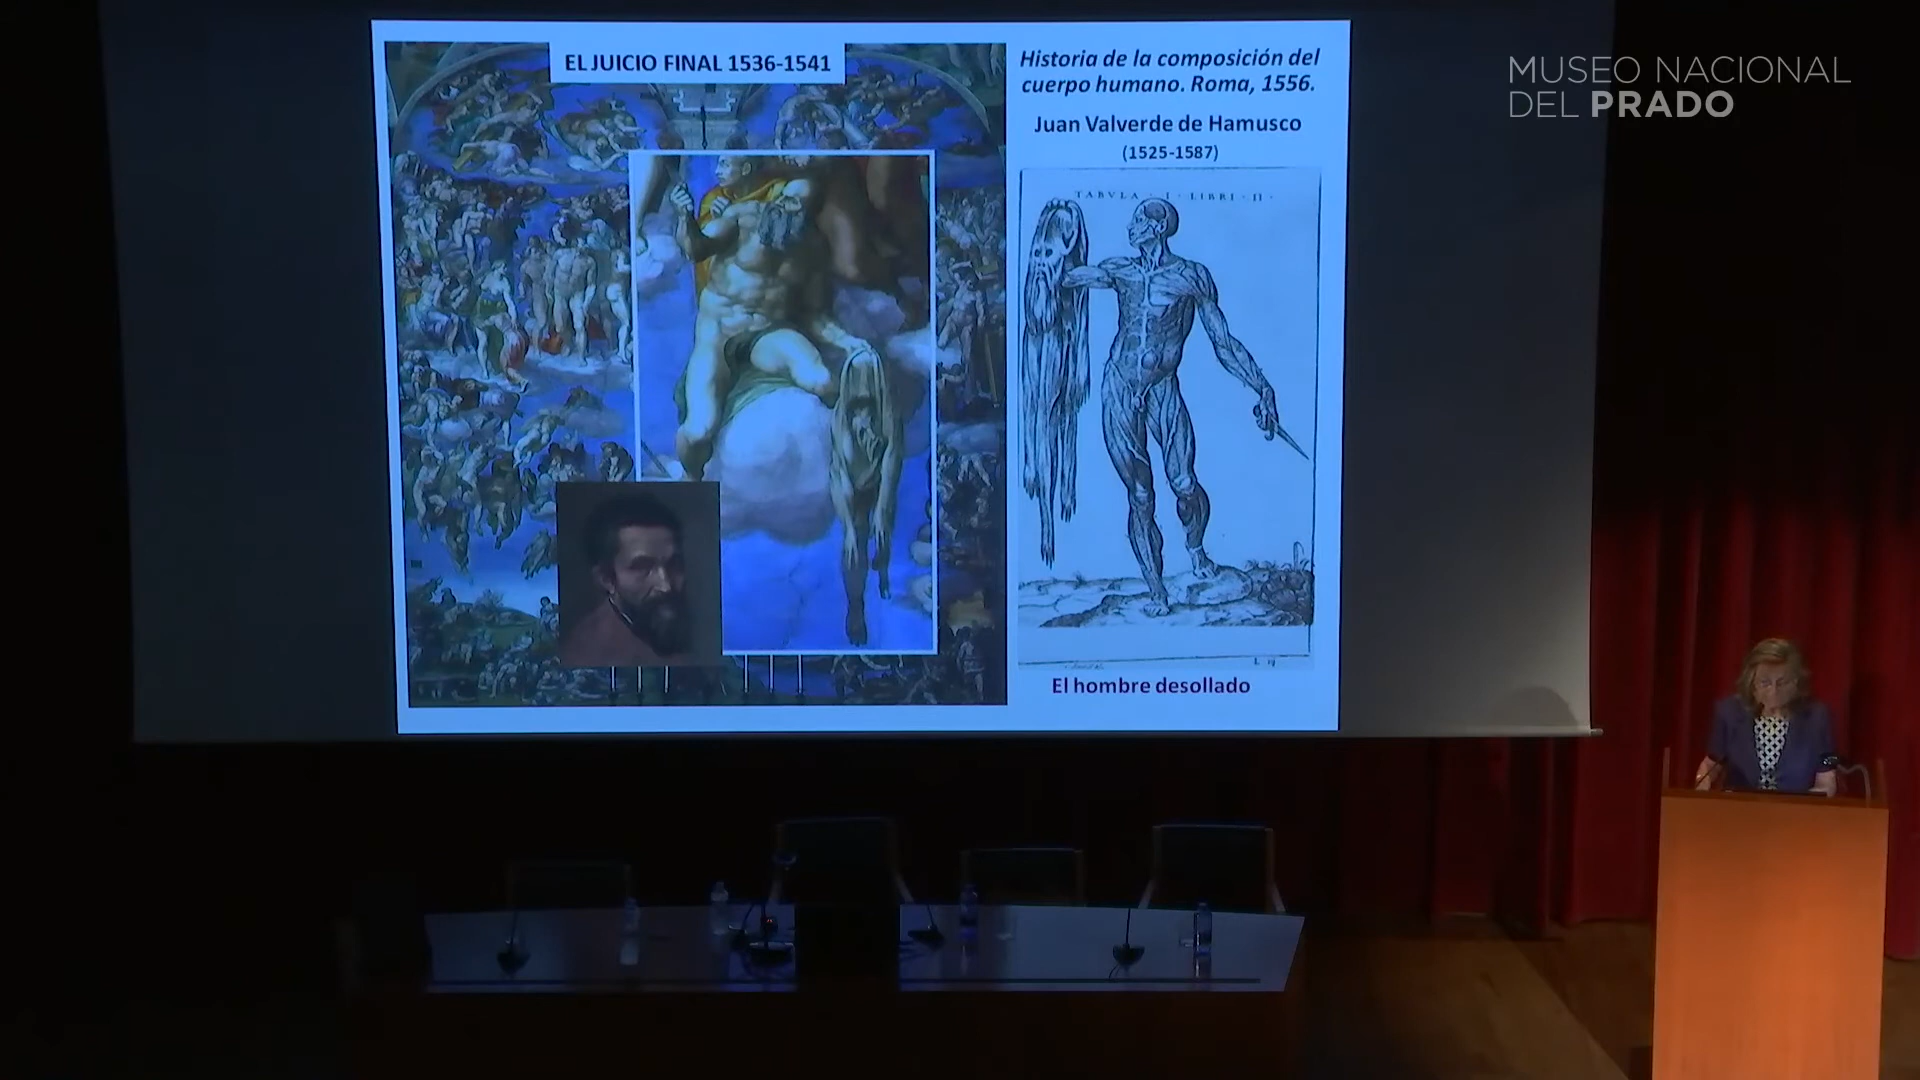 EL JUICIO FINAL 1536-1541
Historia de la composición del
cuerpo humano. Roma, 1556.
Juan Valverde de Hamusco
(1525-1587)
TABVLA · I · LIBRI · II ·
El hombre desollado
MUSEO NACIONAL
DEL PRADO